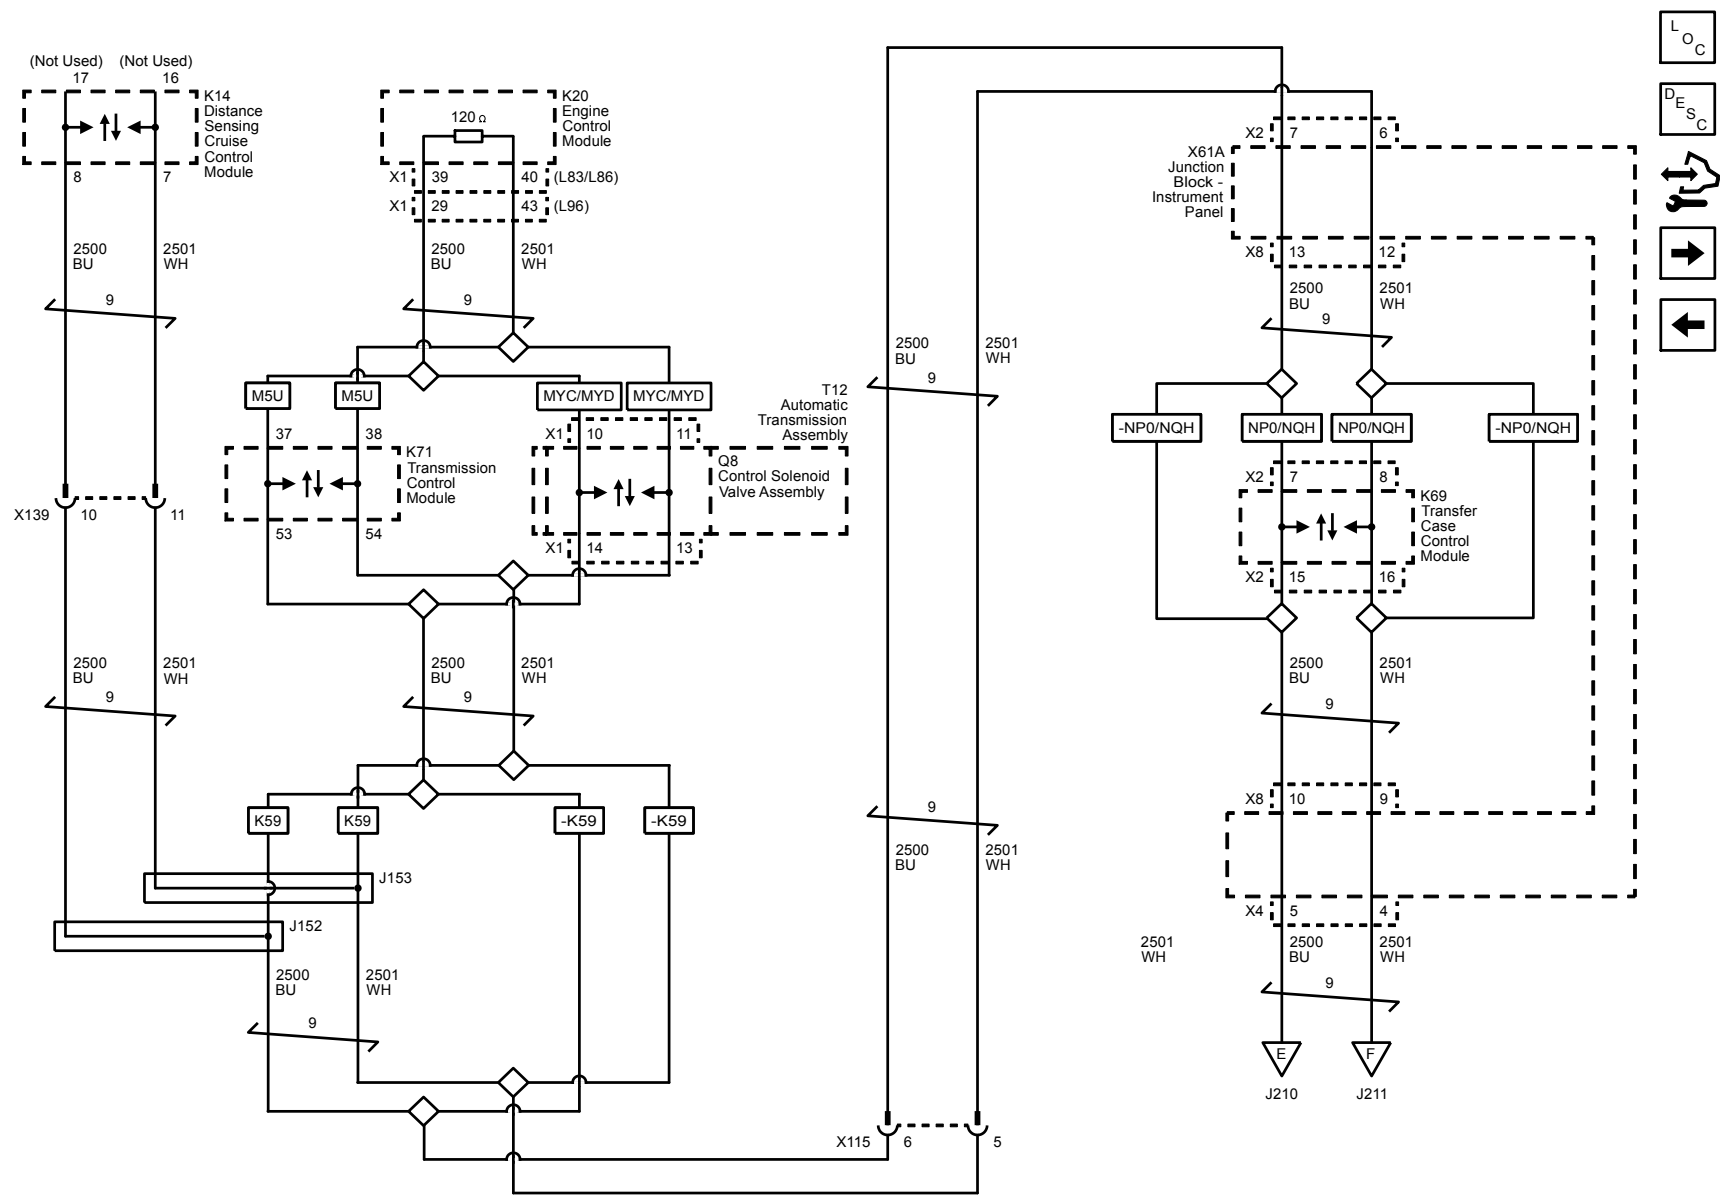 (Not Used) (Not Used)
17 16
K14
Distance
Sensing
Cruise
Control
Module
8 7
2500
BU
2501
WH
9
X139 10 11
2500
BU
2501
WH
9
K20
Engine
Control
Module
120 Ω
X1 39 40 (L83/L86)
X1 29 43 (L96)
2500
BU
2501
WH
9
M5U M5U MYC/MYD MYC/MYD
37 38
K71
Transmission
Control
Module
53 54
T12
Automatic
Transmission
Assembly
X1 10 11
Q8
Control Solenoid
Valve Assembly
X1 14 13
2500
BU
2501
WH
9
K59 K59 -K59 -K59
J153
J152
2500
BU
2501
WH
9
2500
BU
2501
WH
9
9
2500
BU
2501
WH
X115 6 5
X2 7 6
X61A
Junction
Block -
Instrument
Panel
X8 13 12
2500
BU
2501
WH
9
-NP0/NQH NP0/NQH NP0/NQH -NP0/NQH
X2 7 8
K69
Transfer
Case
Control
Module
X2 15 16
2500
BU
2501
WH
9
X8 10 9
X4 5 4
2501
WH
2500
BU
2501
WH
9
E F
J210 J211
LOC
DESC